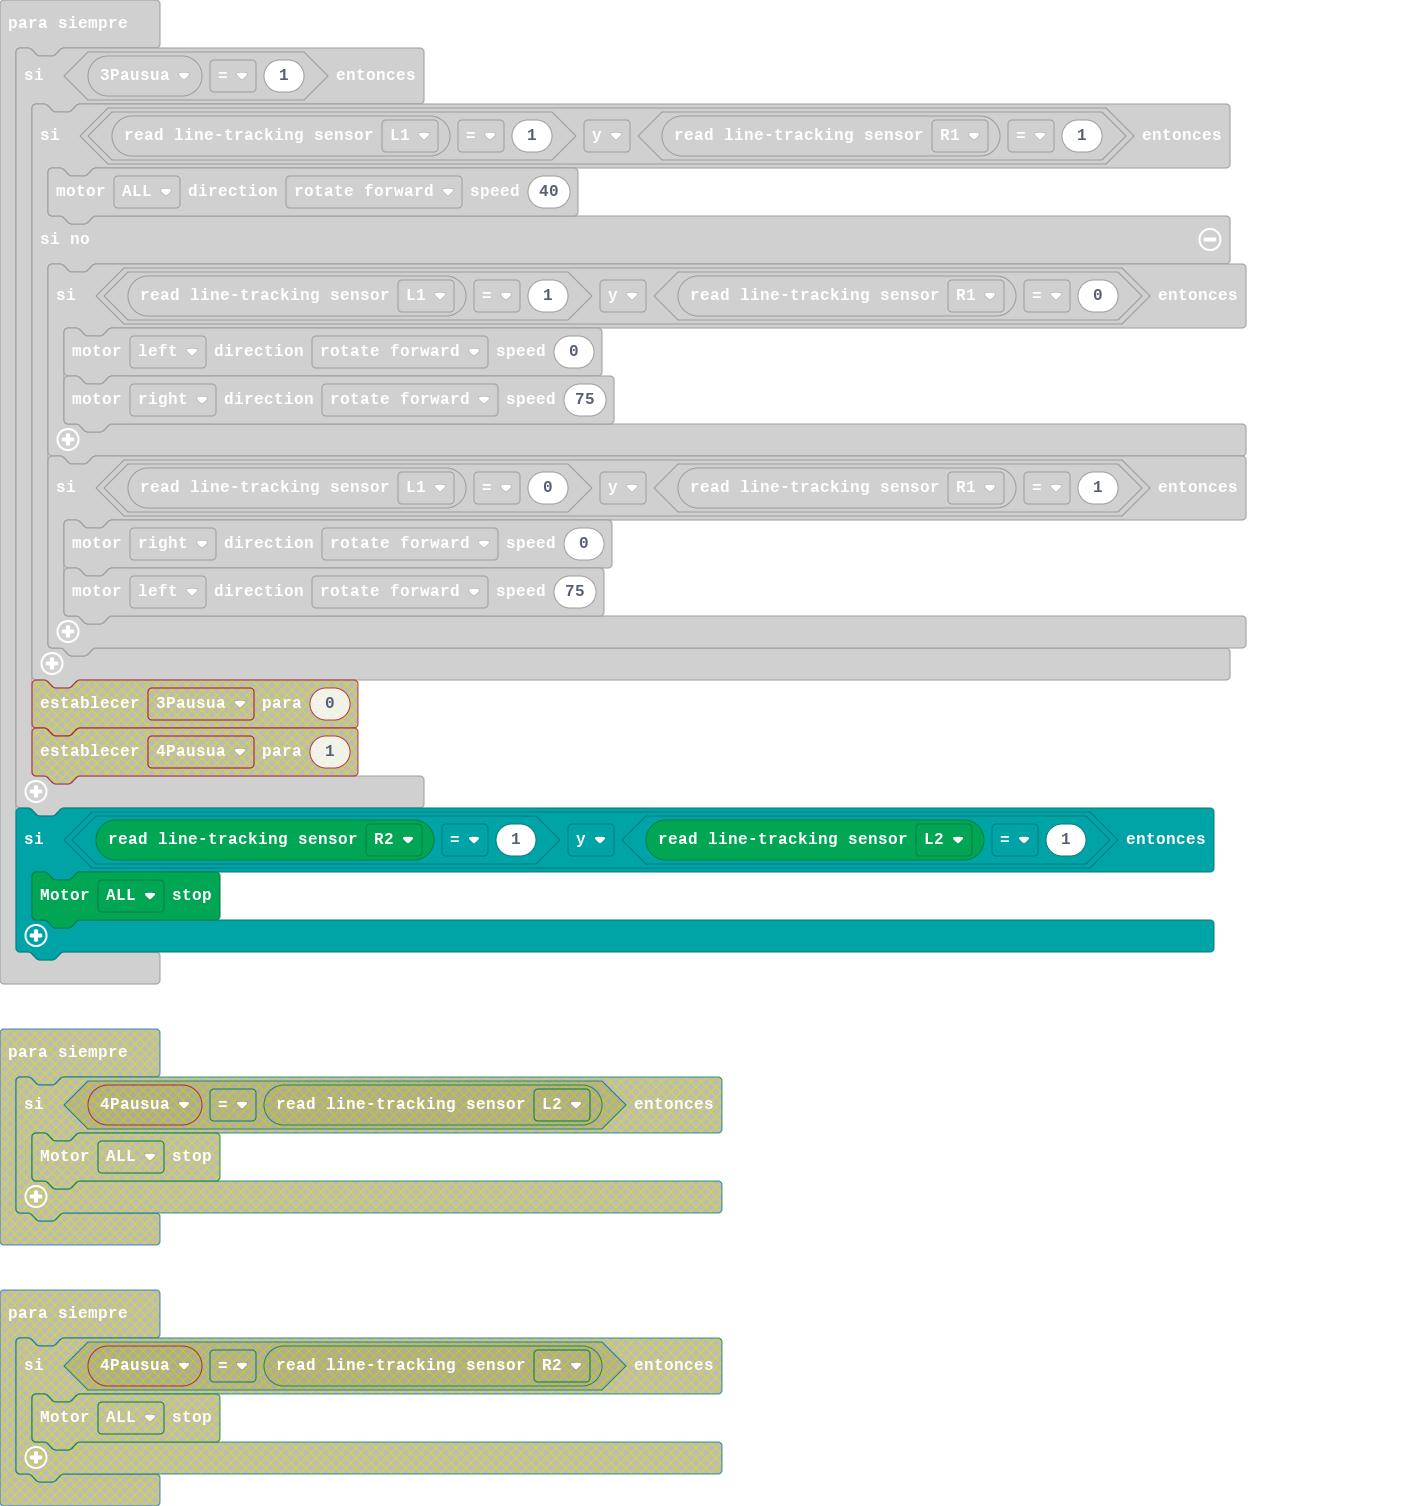 para siempre
si 3Pausua = 1 entonces
si read line-tracking sensor L1 = 1 y read line-tracking sensor R1 = 1 entonces
motor ALL direction rotate forward speed 40
si no
si read line-tracking sensor L1 = 1 y read line-tracking sensor R1 = 0 entonces
motor left direction rotate forward speed 0
motor right direction rotate forward speed 75
si read line-tracking sensor L1 = 0 y read line-tracking sensor R1 = 1 entonces
motor right direction rotate forward speed 0
motor left direction rotate forward speed 75
establecer 3Pausua para 0
establecer 4Pausua para 1
si read line-tracking sensor R2 = 1 y read line-tracking sensor L2 = 1 entonces
Motor ALL stop
para siempre
si 4Pausua = read line-tracking sensor L2 entonces
Motor ALL stop
para siempre
si 4Pausua = read line-tracking sensor R2 entonces
Motor ALL stop